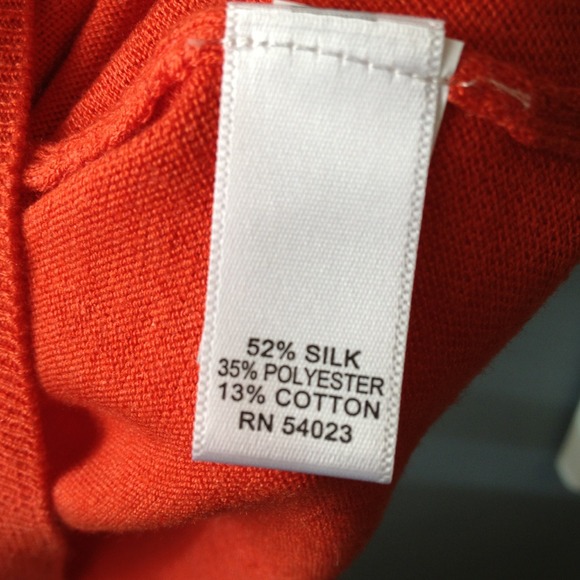 52% SILK
35% POLYESTER
13% COTTON
RN 54023